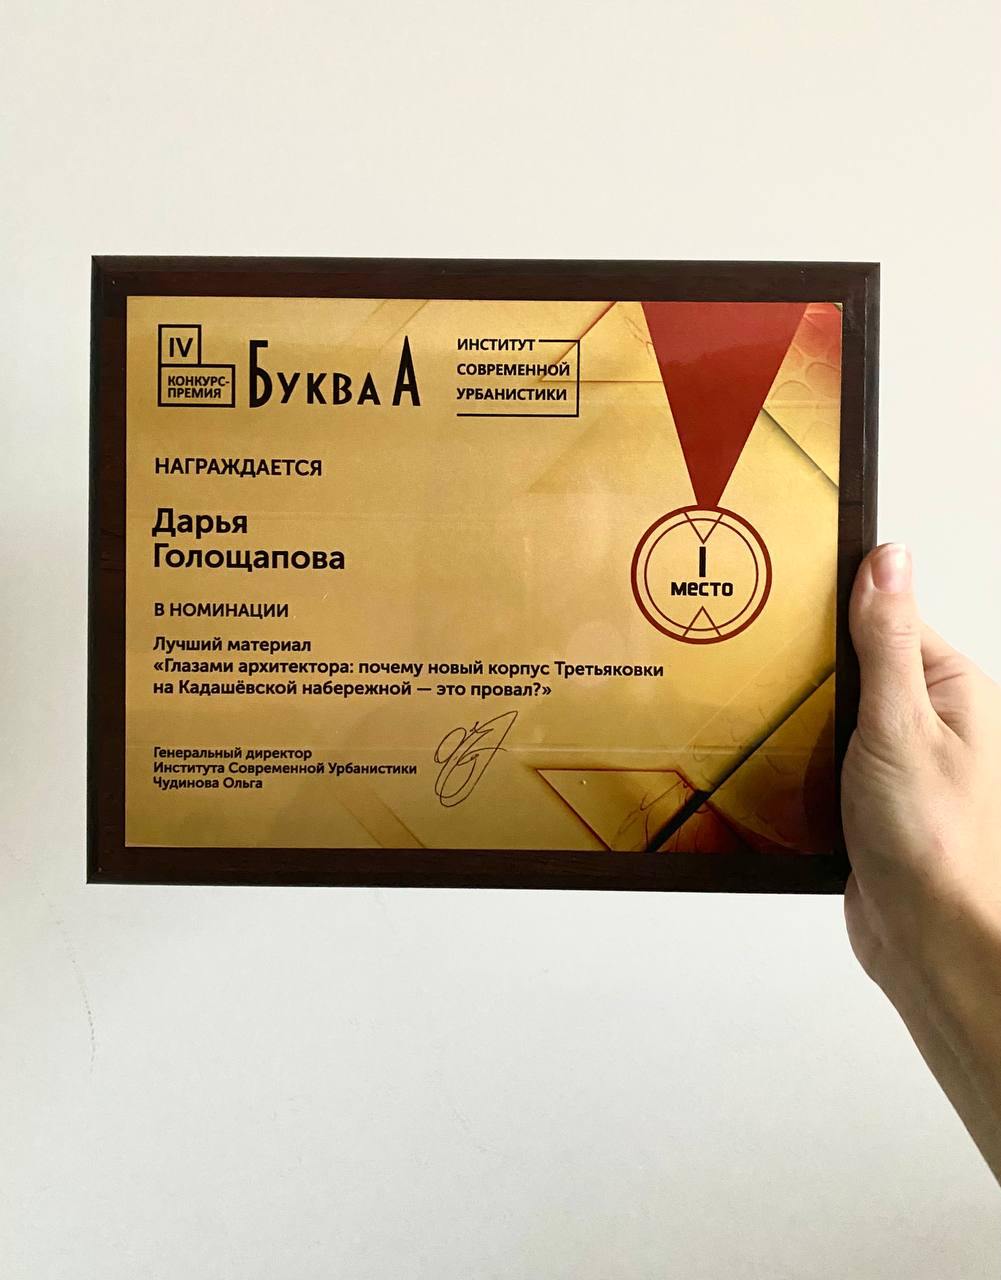 IV
КОНКУРС-
ПРЕМИЯ
БУКВА А
ИНСТИТУТ
СОВРЕМЕННОЙ
УРБАНИСТИКИ
НАГРАЖДАЕТСЯ
Дарья
Голощапова
I
место
В НОМИНАЦИИ
Лучший материал
«Глазами архитектора: почему новый корпус Третьяковки
на Кадашёвской набережной — это провал?»
Генеральный директор
Института Современной Урбанистики
Чудинова Ольга